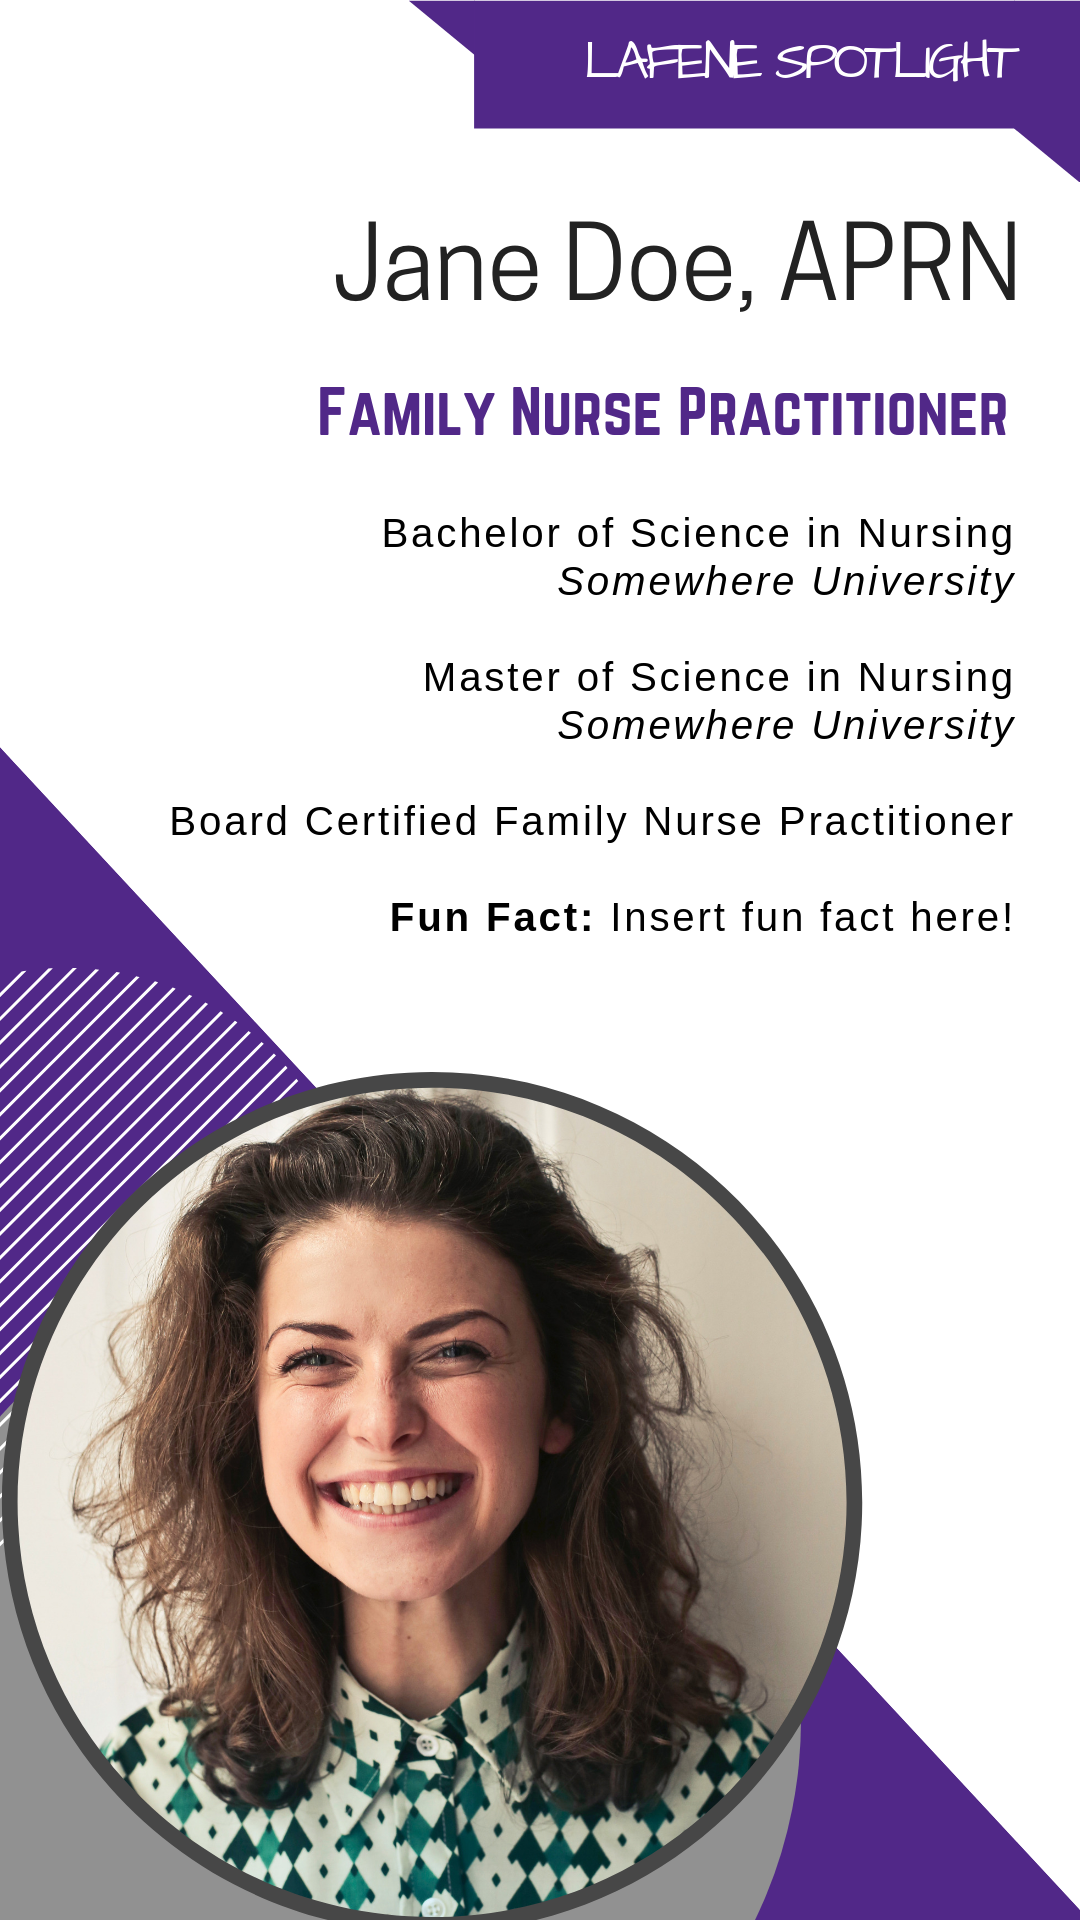 LAFENE SPOTLIGHT
Jane Doe, APRN
Family Nurse Practitioner
Bachelor of Science in Nursing
Somewhere University
Master of Science in Nursing
Somewhere University
Board Certified Family Nurse Practitioner
Fun Fact: Insert fun fact here!